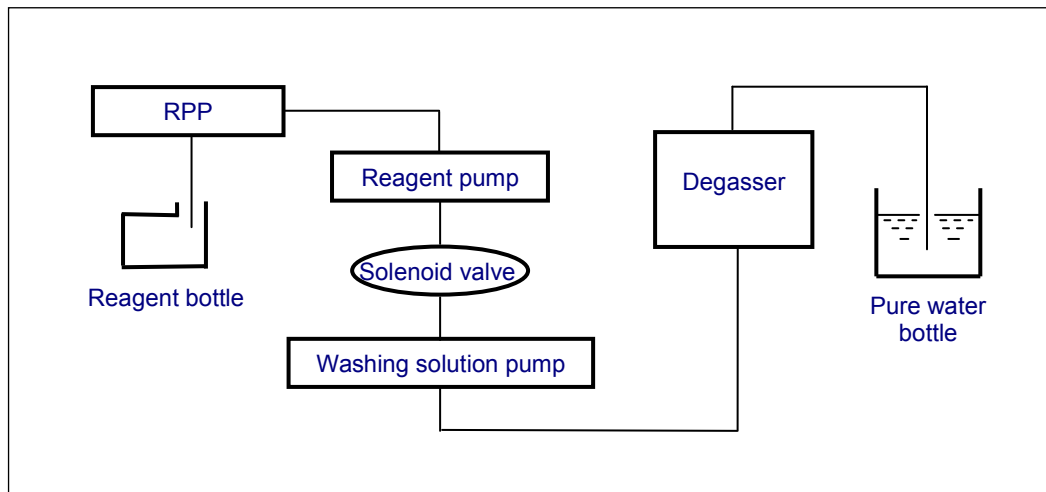 RPP
Reagent pump
Degasser
Solenoid valve
Reagent bottle
Pure water
bottle
Washing solution pump